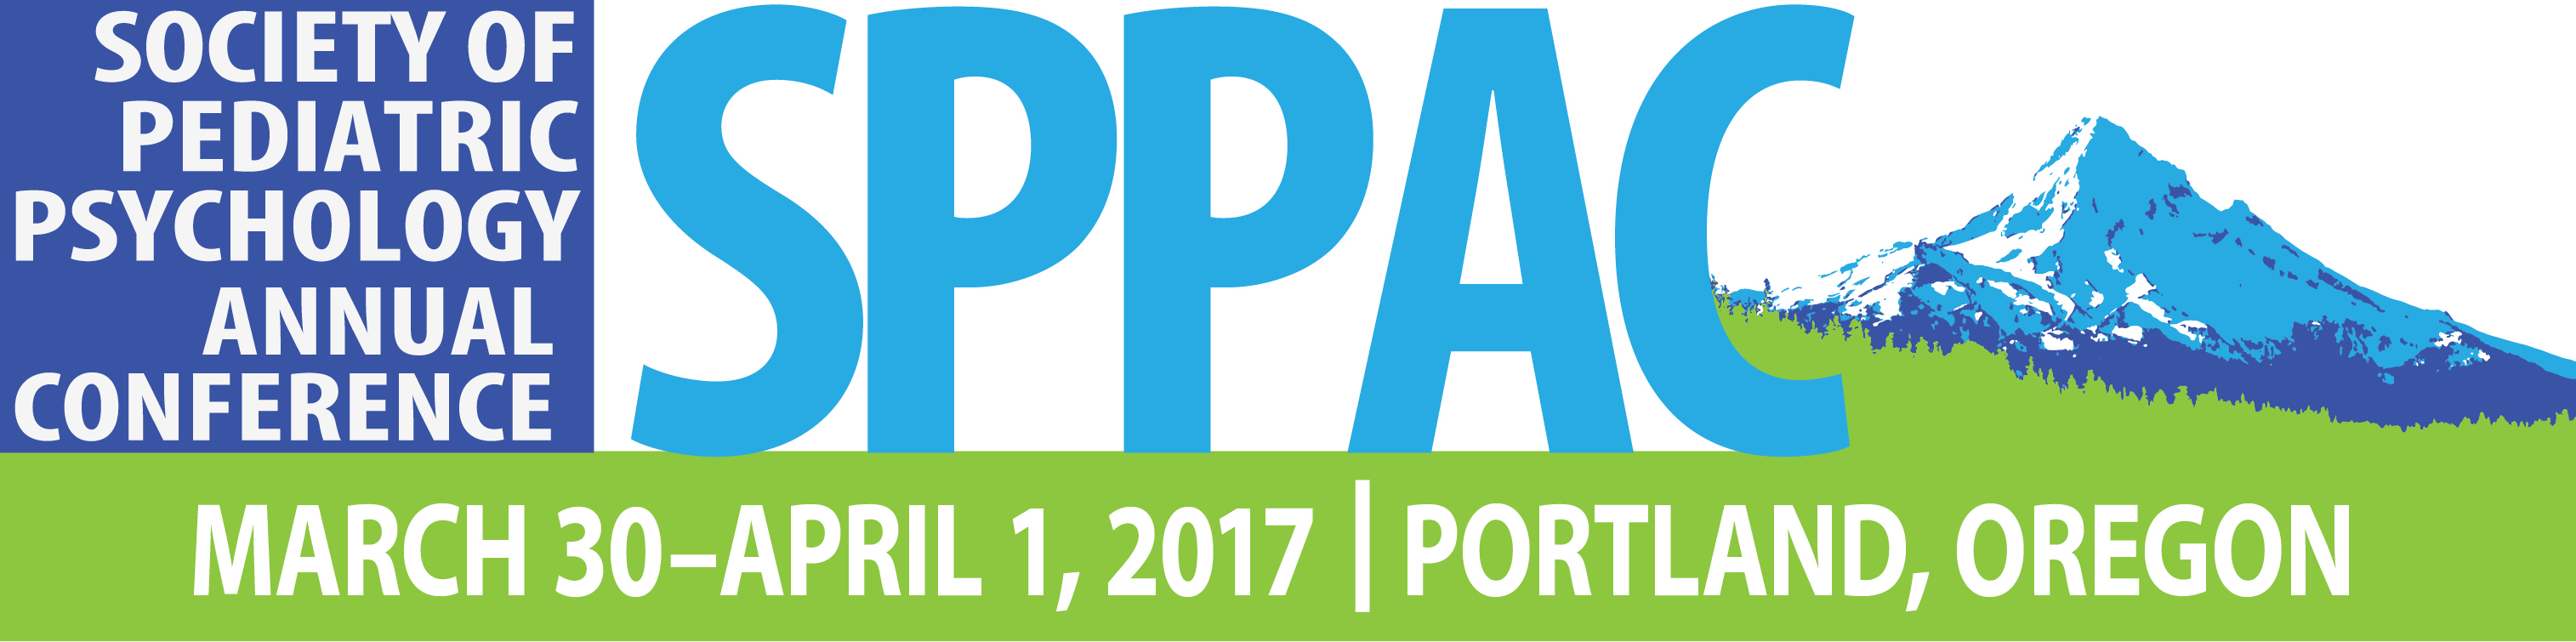 SOCIETY OF
PEDIATRIC
PSYCHOLOGY
ANNUAL
CONFERENCE
SPPAC
MARCH 30–APRIL 1, 2017 | PORTLAND, OREGON